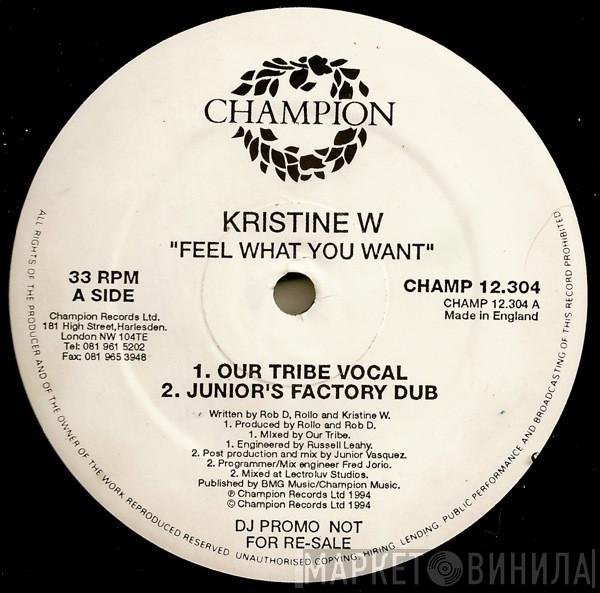 CHAMPION
KRISTINE W
"FEEL WHAT YOU WANT"
33 RPM
A SIDE
Champion Records Ltd.
181 High Street, Harlesden.
London NW 104TE
Tel: 081 961 5202
Fax: 081 965 3948
CHAMP 12.304
CHAMP 12.304 A
Made in England
1. OUR TRIBE VOCAL
2. JUNIOR'S FACTORY DUB
Written by Rob D, Rollo and Kristine W.
1. Produced by Rollo and Rob D.
1. Mixed by Our Tribe.
1. Engineered by Russell Leahy.
2. Post production and mix by Junior Vasquez.
2. Programmer/Mix engineer Fred Jorio.
2. Mixed at Lectroluv Studios.
Published by BMG Music/Champion Music.
℗ Champion Records Ltd 1994
© Champion Records Ltd 1994
DJ PROMO NOT
FOR RE-SALE
ALL RIGHTS OF THE PRODUCER AND OF THE OWNER OF THE WORK REPRODUCED RESERVED. UNAUTHORISED COPYING, HIRING, LENDING, PUBLIC PERFORMANCE AND BROADCASTING OF THIS RECORD PROHIBITED
МАРКЕТ ВИНИЛА